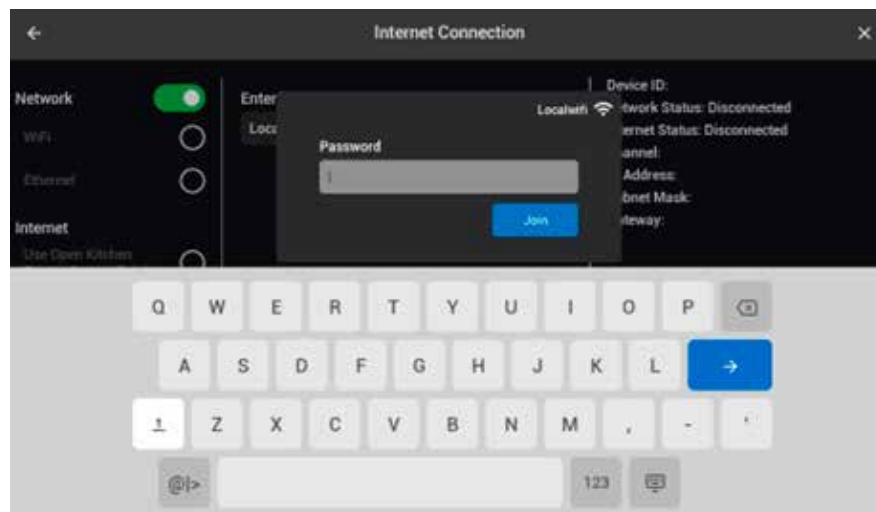 Internet Connection
Network
WiFi
Ethernet
Internet
Use Open Kitchen
Enter
Loca
Localwifi
Password
Join
Device ID:
twork Status: Disconnected
ernet Status: Disconnected
annel:
Address:
bnet Mask:
teway:
Q W E R T Y U I O P
A S D F G H J K L
Z X C V B N M , - '
@|> 123